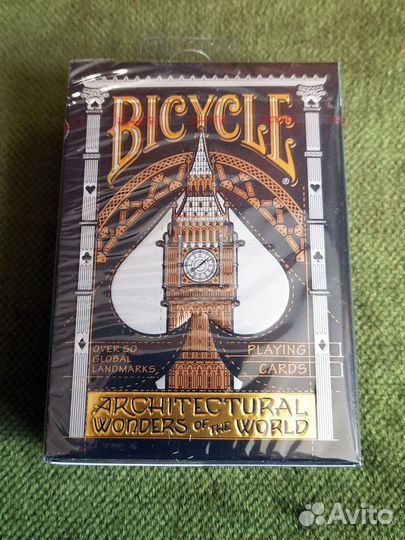 BICYCLE®
OVER 50
GLOBAL
LANDMARKS
PLAYING
CARDS
ARCHITECTURAL
WONDERS OF THE WORLD
Avito